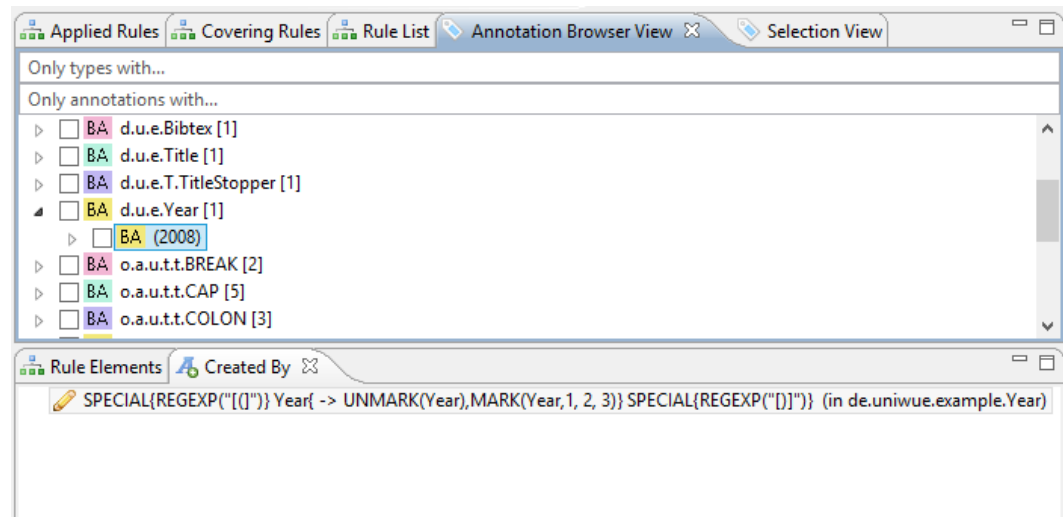 Applied Rules Covering Rules Rule List Annotation Browser View Selection View
Only types with...
Only annotations with...
BA d.u.e.Bibtex [1]
BA d.u.e.Title [1]
BA d.u.e.T.TitleStopper [1]
BA d.u.e.Year [1]
BA (2008)
BA o.a.u.t.t.BREAK [2]
BA o.a.u.t.t.CAP [5]
BA o.a.u.t.t.COLON [3]
Rule Elements Created By
SPECIAL{REGEXP("[(]")} Year{ -> UNMARK(Year),MARK(Year,1, 2, 3)} SPECIAL{REGEXP("[)]")} (in de.uniwue.example.Year)